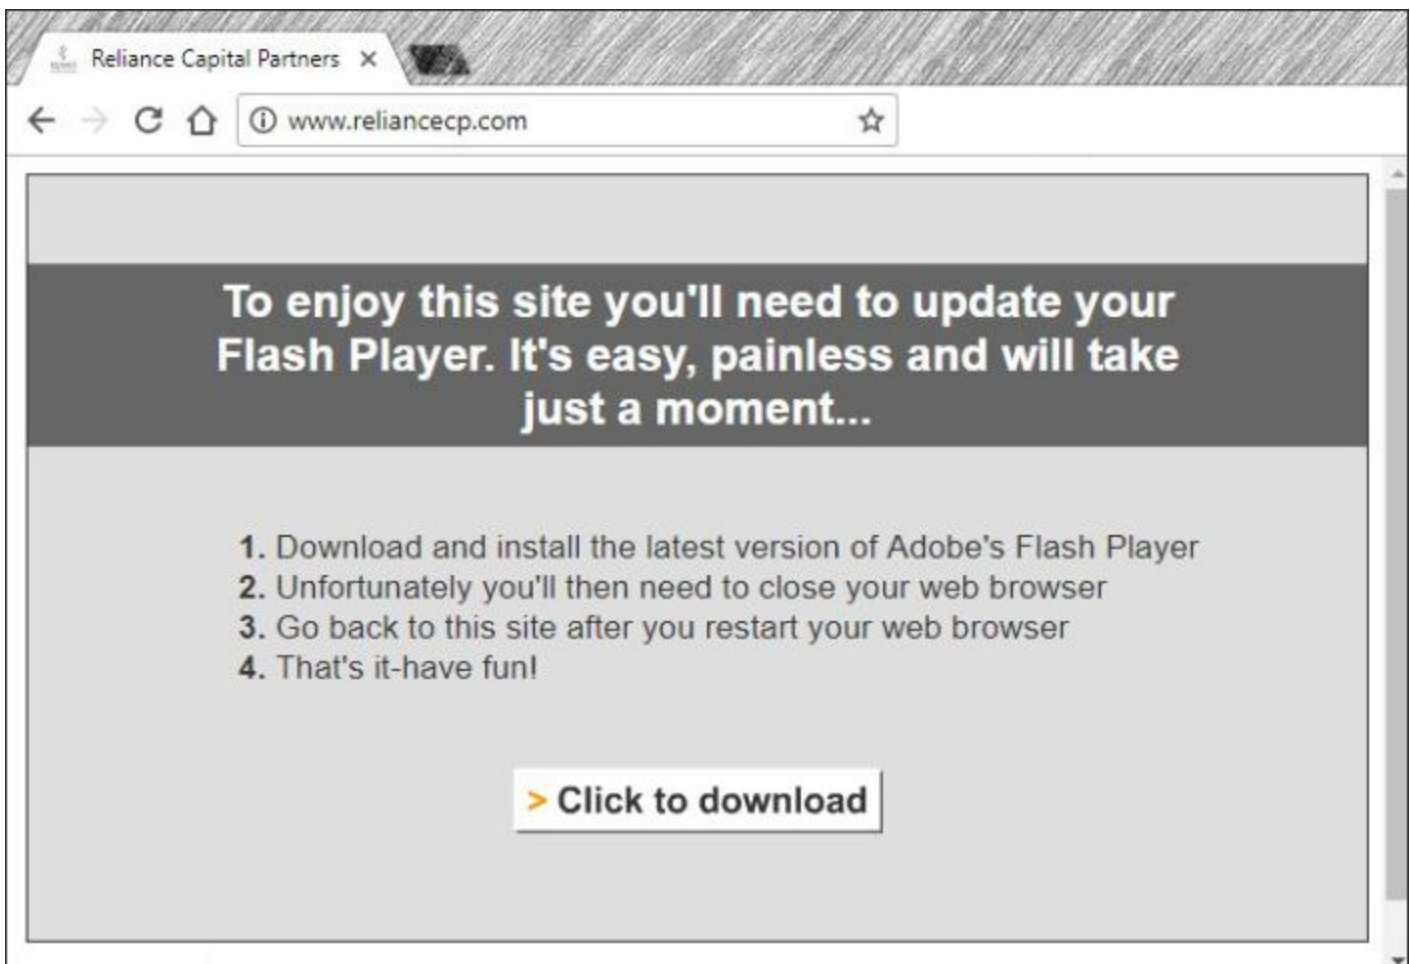 Reliance Capital Partners
www.reliancecp.com
To enjoy this site you'll need to update your
Flash Player. It's easy, painless and will take
just a moment...
1. Download and install the latest version of Adobe's Flash Player
2. Unfortunately you'll then need to close your web browser
3. Go back to this site after you restart your web browser
4. That's it-have fun!
> Click to download